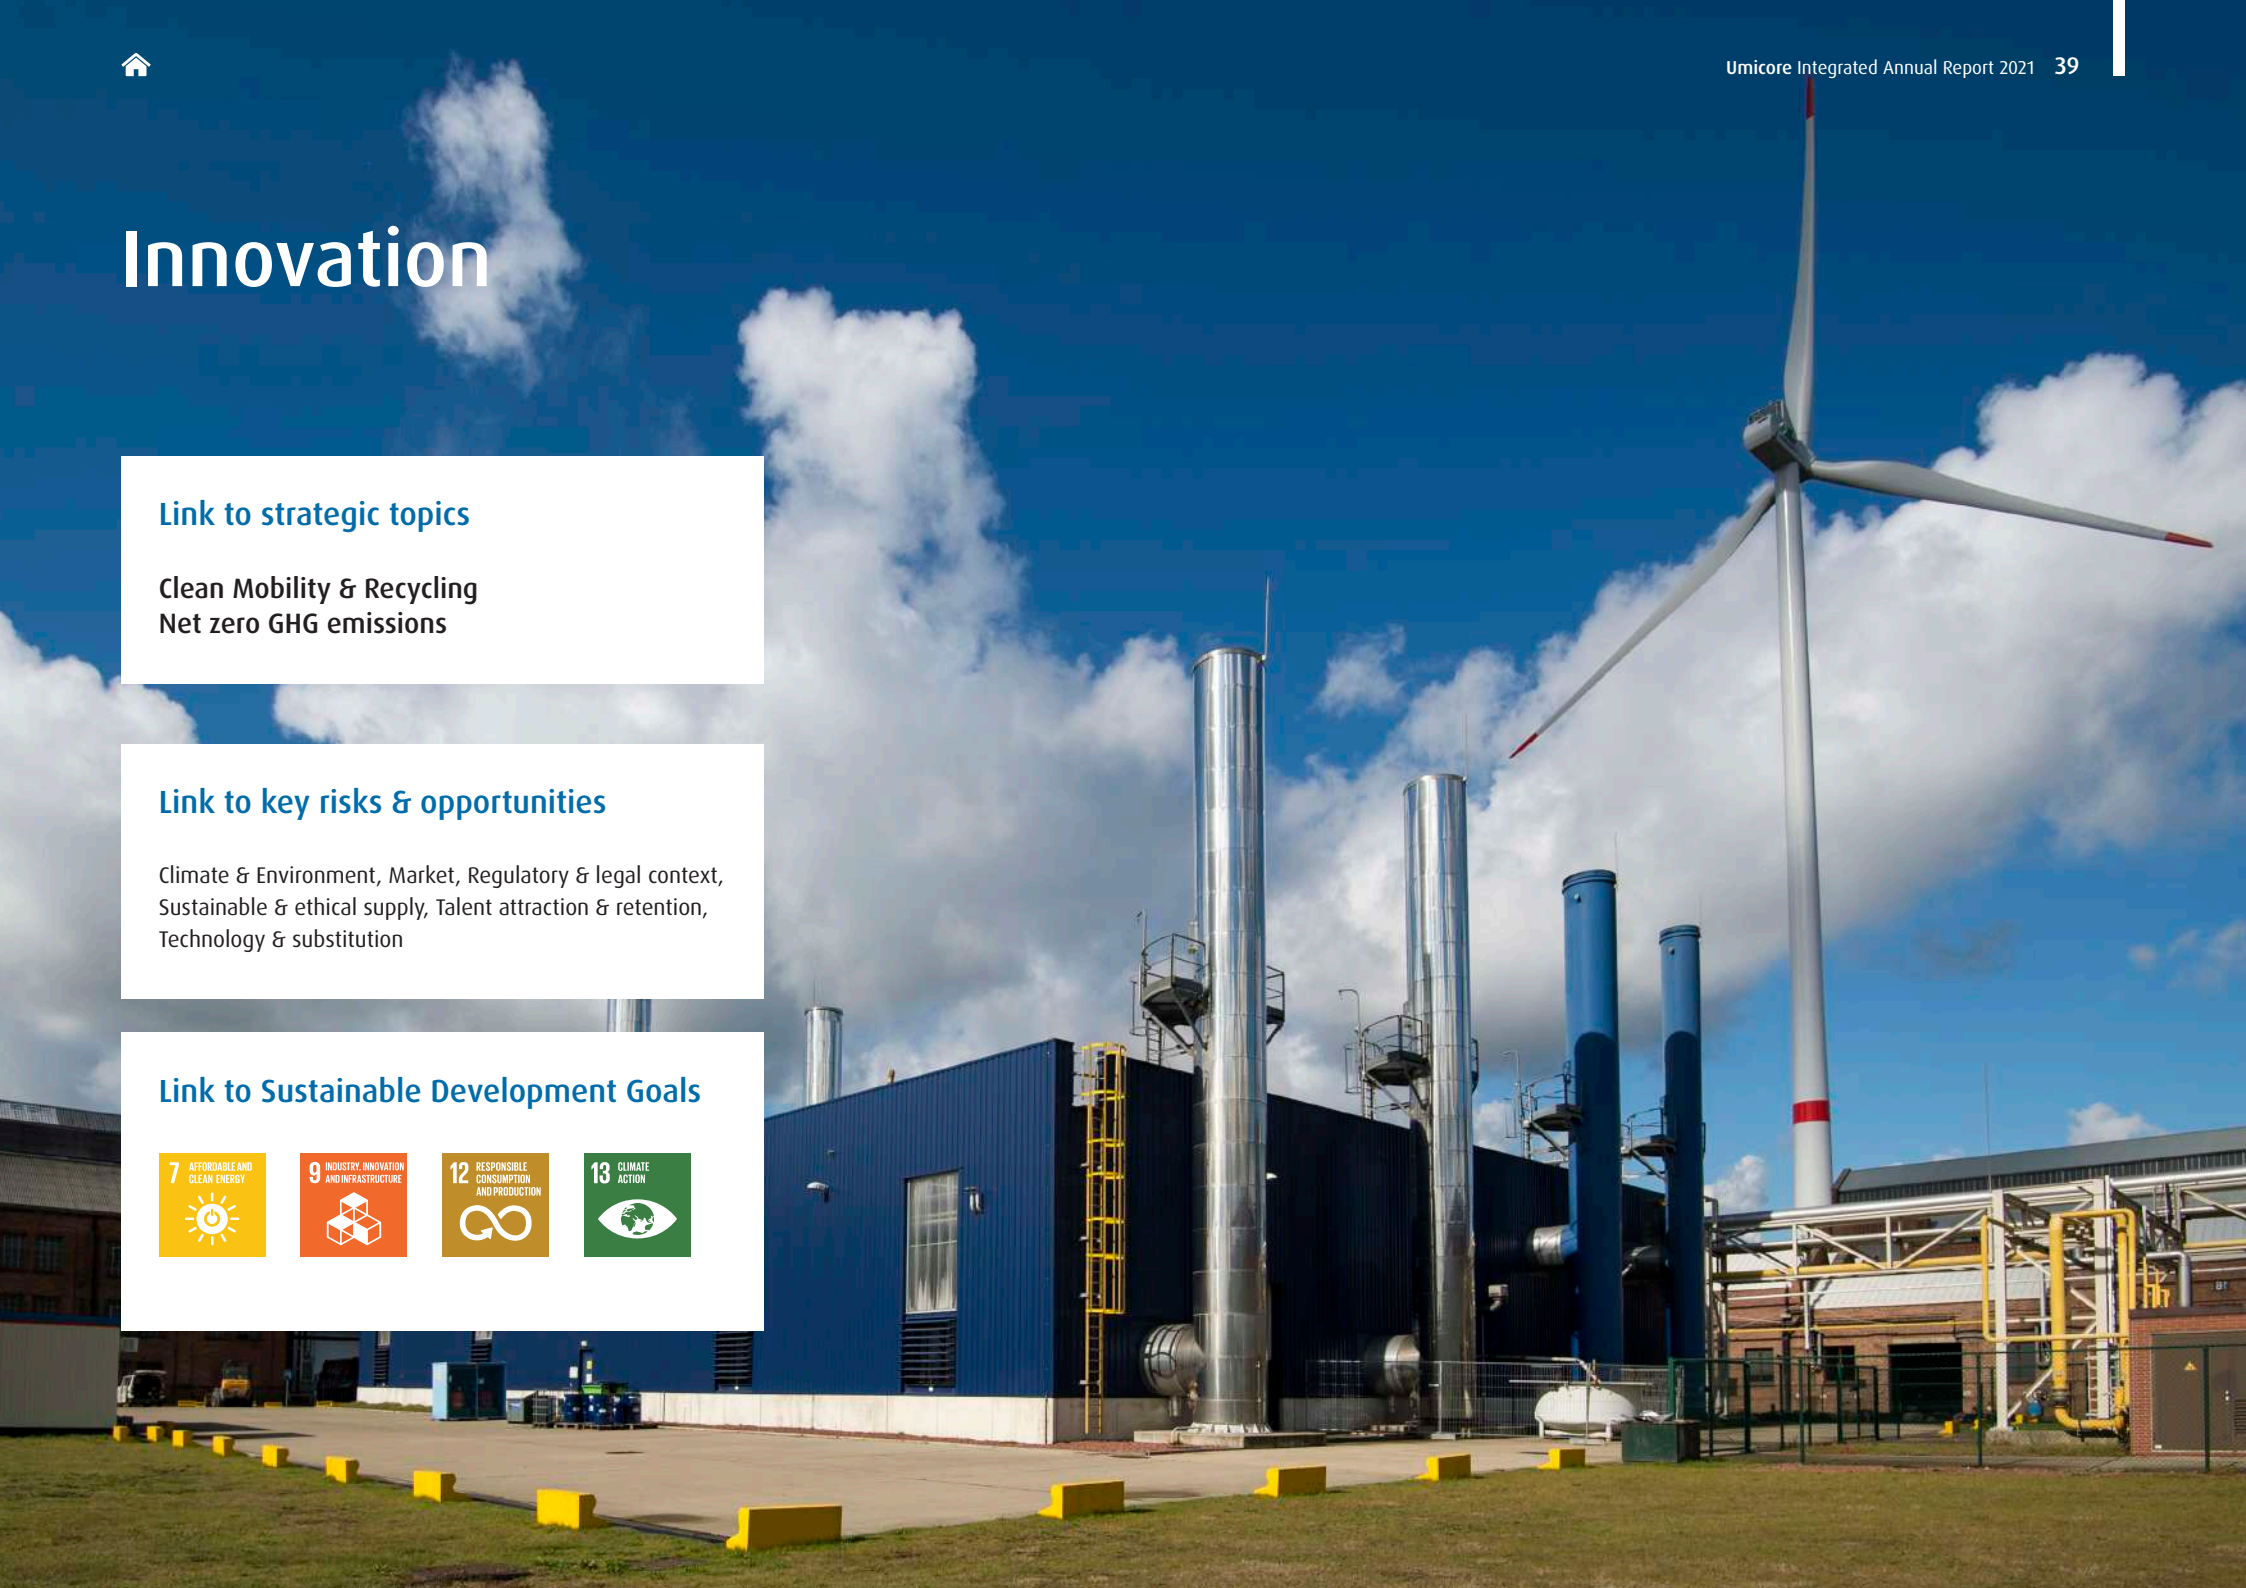 Umicore Integrated Annual Report 2021 39
Innovation
Link to strategic topics
Clean Mobility & Recycling
Net zero GHG emissions
Link to key risks & opportunities
Climate & Environment, Market, Regulatory & legal context,
Sustainable & ethical supply, Talent attraction & retention,
Technology & substitution
Link to Sustainable Development Goals
7 AFFORDABLE AND
CLEAN ENERGY
9 INDUSTRY, INNOVATION
AND INFRASTRUCTURE
12 RESPONSIBLE
CONSUMPTION
AND PRODUCTION
13 CLIMATE
ACTION